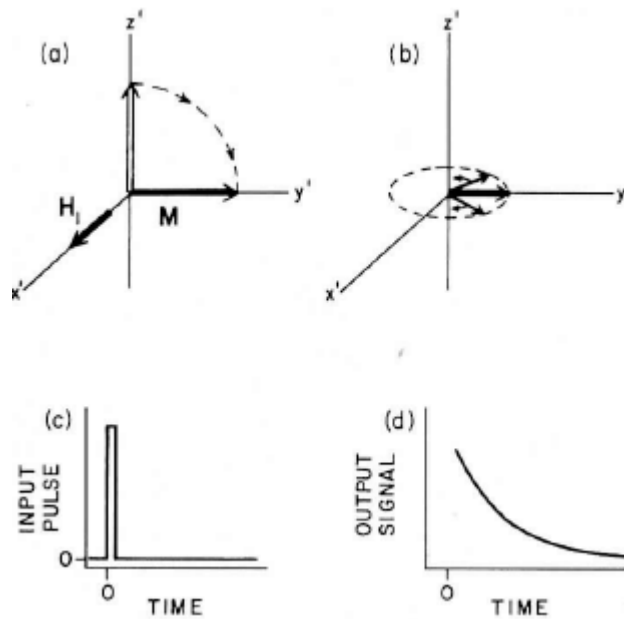 (a)
z'
y'
H₁
M
x'
(b)
z'
y'
x'
(c)
INPUT
PULSE
0
0
TIME
(d)
OUTPUT
SIGNAL
0
TIME